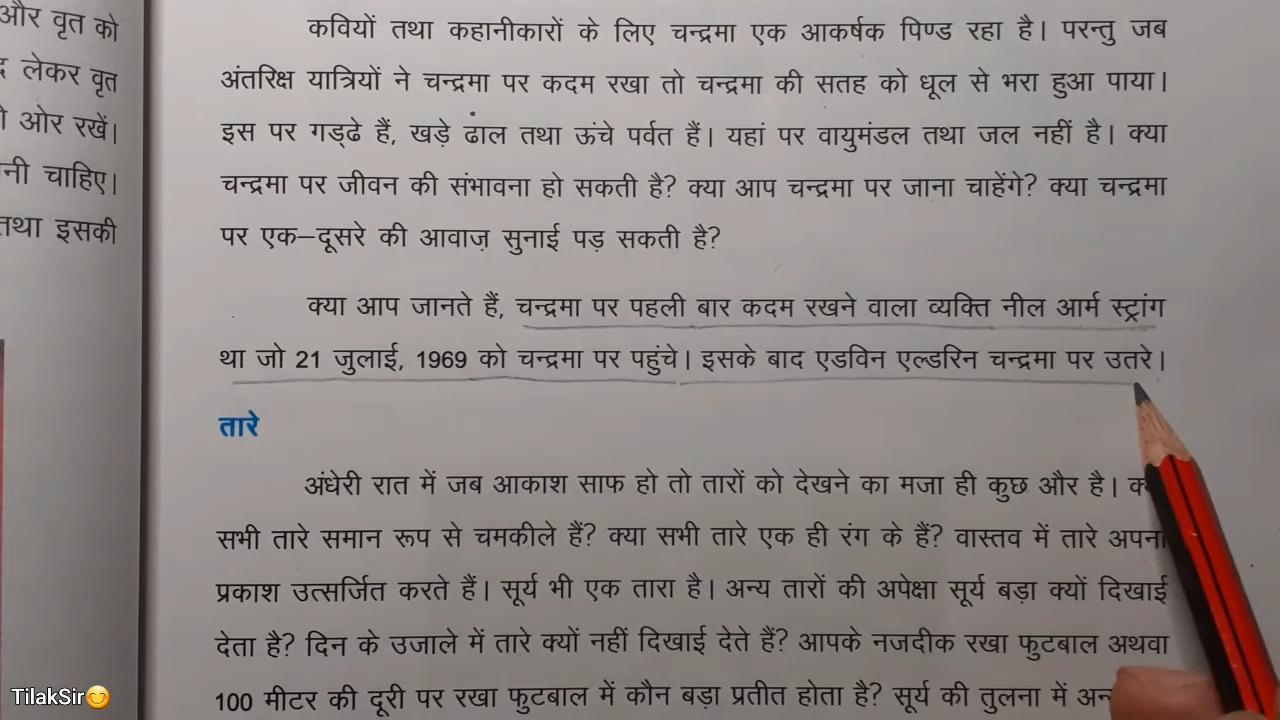 और वृत को
लेकर वृत
ओर रखें।
चाहिए।
तथा इसकी
कवियों तथा कहानीकारों के लिए चन्द्रमा एक आकर्षक पिण्ड रहा है। परन्तु जब
अंतरिक्ष यात्रियों ने चन्द्रमा पर कदम रखा तो चन्द्रमा की सतह को धूल से भरा हुआ पाया।
इस पर गड्ढे हैं, खड़े ढाल तथा ऊंचे पर्वत हैं। यहां पर वायुमंडल तथा जल नहीं है। क्या
चन्द्रमा पर जीवन की संभावना हो सकती है? क्या आप चन्द्रमा पर जाना चाहेंगे? क्या चन्द्रमा
पर एक–दूसरे की आवाज़ सुनाई पड़ सकती है?
क्या आप जानते हैं, चन्द्रमा पर पहली बार कदम रखने वाला व्यक्ति नील आर्म स्ट्रांग
था जो 21 जुलाई, 1969 को चन्द्रमा पर पहुंचे। इसके बाद एडविन एल्डरिन चन्द्रमा पर उतरे।
तारे
अंधेरी रात में जब आकाश साफ हो तो तारों को देखने का मजा ही कुछ और है।
सभी तारे समान रूप से चमकीले हैं? क्या सभी तारे एक ही रंग के हैं? वास्तव में तारे अपना
प्रकाश उत्सर्जित करते हैं। सूर्य भी एक तारा है। अन्य तारों की अपेक्षा सूर्य बड़ा क्यों दिखाई
देता है? दिन के उजाले में तारे क्यों नहीं दिखाई देते हैं? आपके नजदीक रखा फुटबाल अथवा
100 मीटर की दूरी पर रखा फुटबाल में कौन बड़ा प्रतीत होता है? सूर्य की तुलना में
TilakSir😊